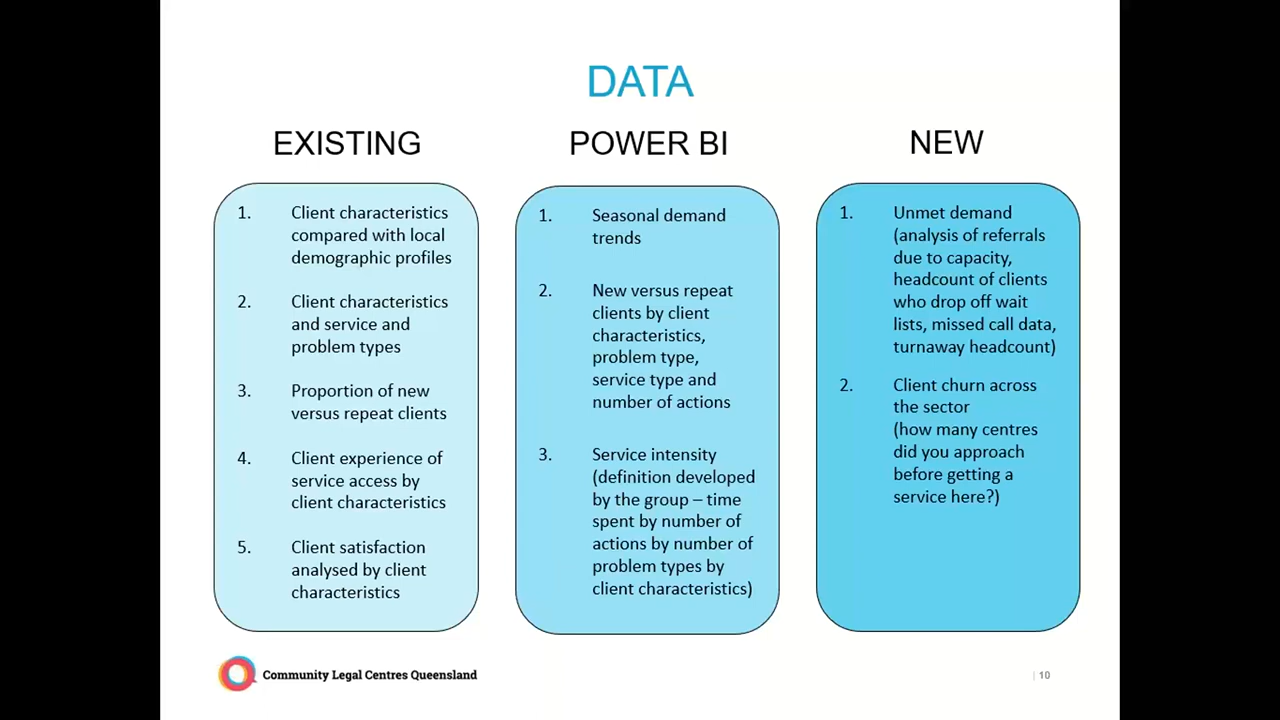 DATA
EXISTING
1. Client characteristics
compared with local
demographic profiles
2. Client characteristics
and service and
problem types
3. Proportion of new
versus repeat clients
4. Client experience of
service access by
client characteristics
5. Client satisfaction
analysed by client
characteristics
POWER BI
1. Seasonal demand
trends
2. New versus repeat
clients by client
characteristics,
problem type,
service type and
number of actions
3. Service intensity
(definition developed
by the group – time
spent by number of
actions by number of
problem types by
client characteristics)
NEW
1. Unmet demand
(analysis of referrals
due to capacity,
headcount of clients
who drop off wait
lists, missed call data,
turnaway headcount)
2. Client churn across
the sector
(how many centres
did you approach
before getting a
service here?)
Community Legal Centres Queensland
| 10